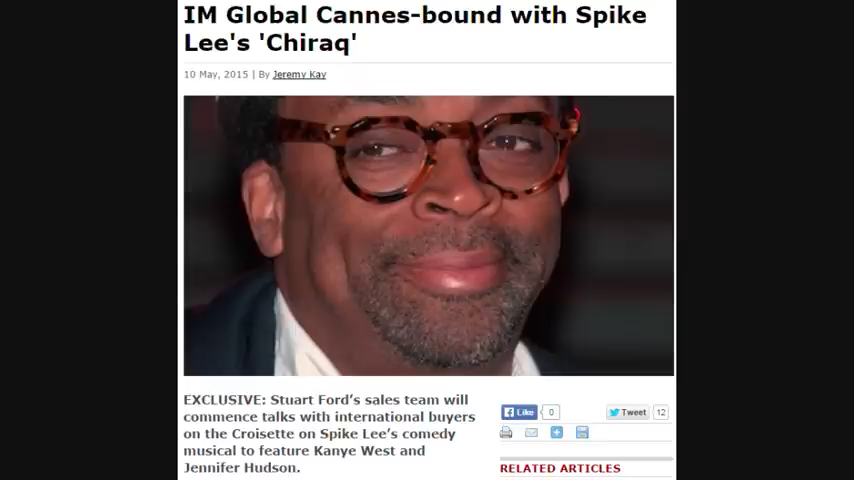 IM Global Cannes-bound with Spike
Lee's 'Chiraq'
10 May, 2015 | By Jeremy Kay
EXCLUSIVE: Stuart Ford's sales team will
commence talks with international buyers
on the Croisette on Spike Lee's comedy
musical to feature Kanye West and
Jennifer Hudson.
Like 0
Tweet 12
RELATED ARTICLES